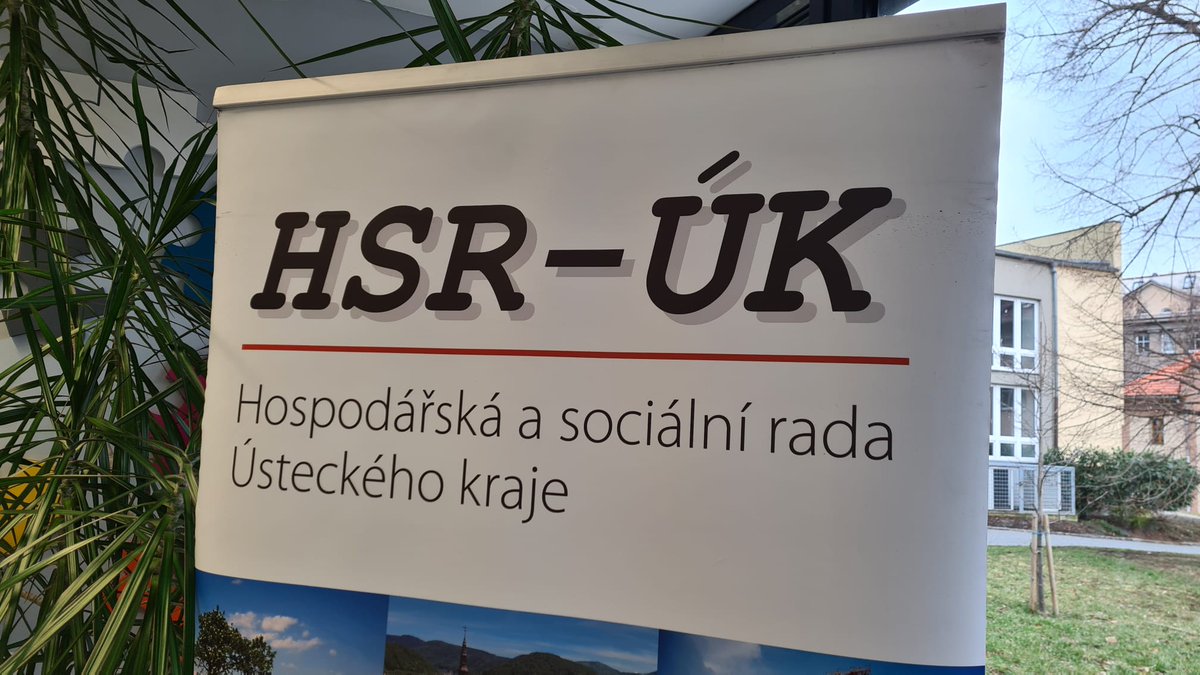 HSR-ÚK
Hospodářská a sociální rada
Ústeckého kraje